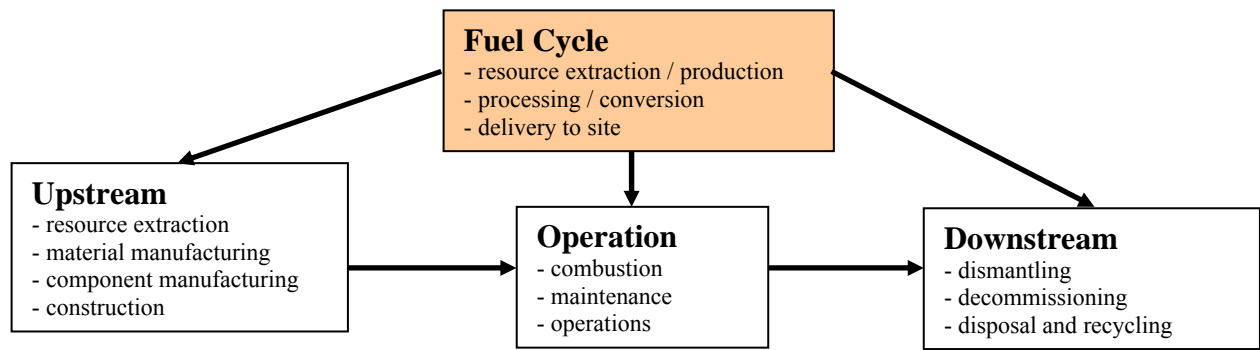 Fuel Cycle
- resource extraction / production
- processing / conversion
- delivery to site
Upstream
- resource extraction
- material manufacturing
- component manufacturing
- construction
Operation
- combustion
- maintenance
- operations
Downstream
- dismantling
- decommissioning
- disposal and recycling